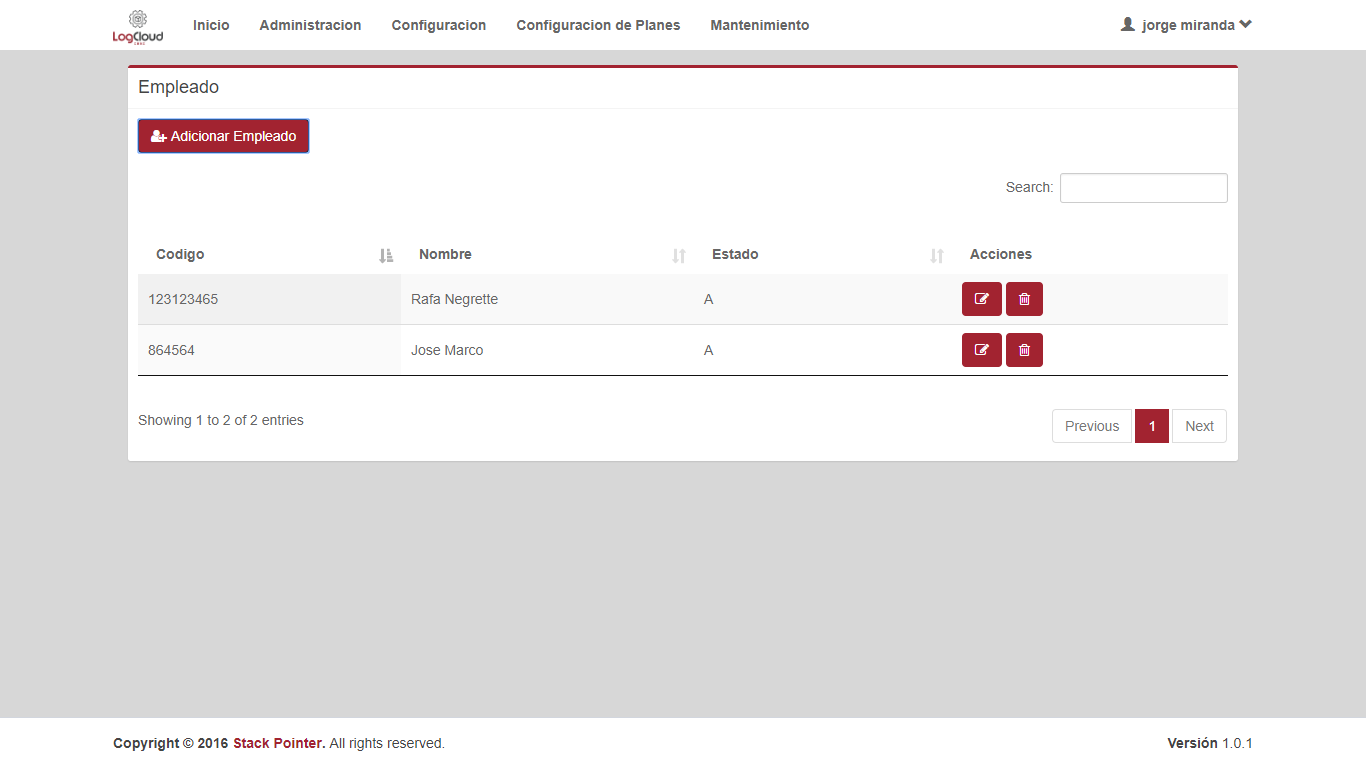 LogCloud
Inicio Administracion Configuracion Configuracion de Planes Mantenimiento jorge miranda
Empleado
Adicionar Empleado
Search:
Codigo Nombre Estado Acciones
123123465 Rafa Negrette A
864564 Jose Marco A
Showing 1 to 2 of 2 entries
Previous 1 Next
Copyright © 2016 Stack Pointer. All rights reserved. Versión 1.0.1